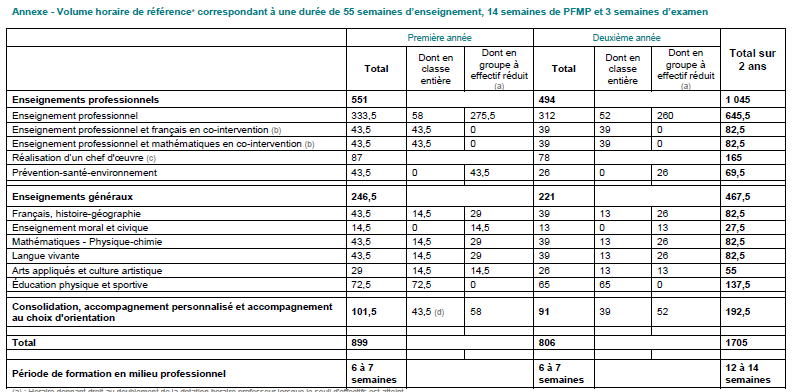 Annexe - Volume horaire de référence* correspondant à une durée de 55 semaines d'enseignement, 14 semaines de PFMP et 3 semaines d'examen
Première année Deuxième année Total sur 2 ans
Total Dont en classe entière Dont en groupe à effectif réduit (a) Total Dont en classe entière Dont en groupe à effectif réduit (a)
Enseignements professionnels 551 494 1 045
Enseignement professionnel 333,5 58 275,5 312 52 260 645,5
Enseignement professionnel et français en co-intervention (b) 43,5 43,5 0 39 39 0 82,5
Enseignement professionnel et mathématiques en co-intervention (b) 43,5 43,5 0 39 39 0 82,5
Réalisation d'un chef d'œuvre (c) 87 78 165
Prévention-santé-environnement 43,5 0 43,5 26 0 26 69,5
Enseignements généraux 246,5 221 467,5
Français, histoire-géographie 43,5 14,5 29 39 13 26 82,5
Enseignement moral et civique 14,5 0 14,5 13 0 13 27,5
Mathématiques - Physique-chimie 43,5 14,5 29 39 13 26 82,5
Langue vivante 43,5 14,5 29 39 13 26 82,5
Arts appliqués et culture artistique 29 14,5 14,5 26 13 13 55
Éducation physique et sportive 72,5 72,5 0 65 65 0 137,5
Consolidation, accompagnement personnalisé et accompagnement au choix d'orientation 101,5 43,5 (d) 58 91 39 52 192,5
Total 899 806 1705
Période de formation en milieu professionnel 6 à 7 semaines 6 à 7 semaines 12 à 14 semaines